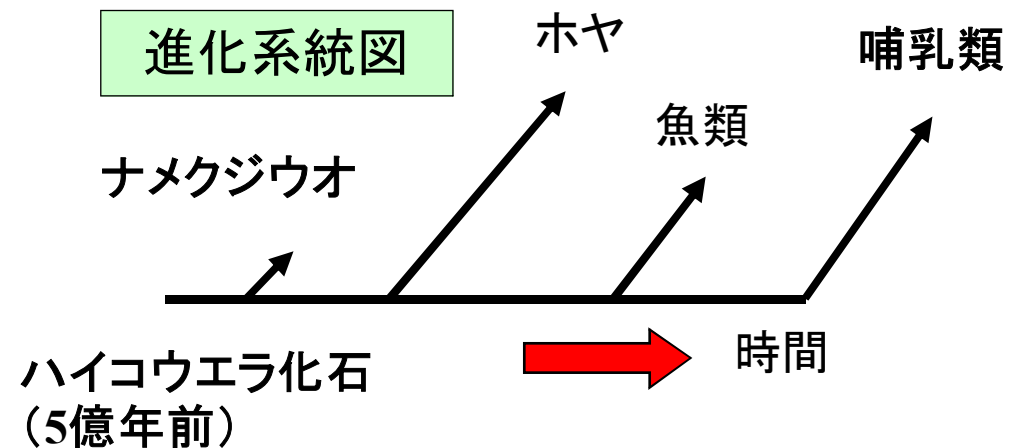 進化系統図
ホヤ
哺乳類
魚類
ナメクジウオ
時間
ハイコウエラ化石
（5億年前）